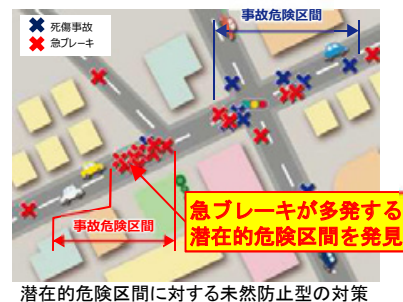 事故危険区間
死傷事故
急ブレーキ
急ブレーキが多発する
潜在的危険区間を発見
事故危険区間
潜在的危険区間に対する未然防止型の対策